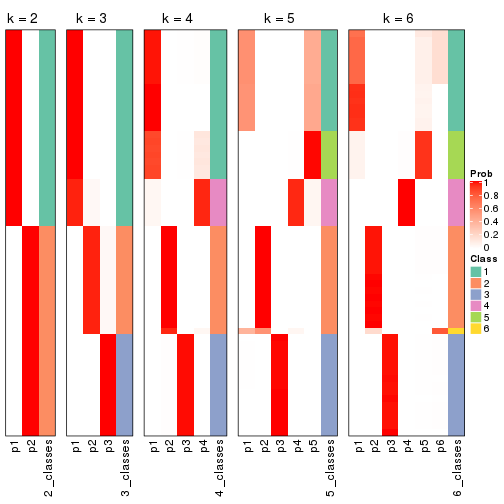 k = 2
k = 3
k = 4
k = 5
k = 6
Prob
1
0.8
0.6
0.4
0.2
0
Class
1
2
3
4
5
6
p1
p2
2_classes
p1
p2
p3
3_classes
p1
p2
p3
p4
4_classes
p1
p2
p3
p4
p5
5_classes
p1
p2
p3
p4
p5
p6
6_classes